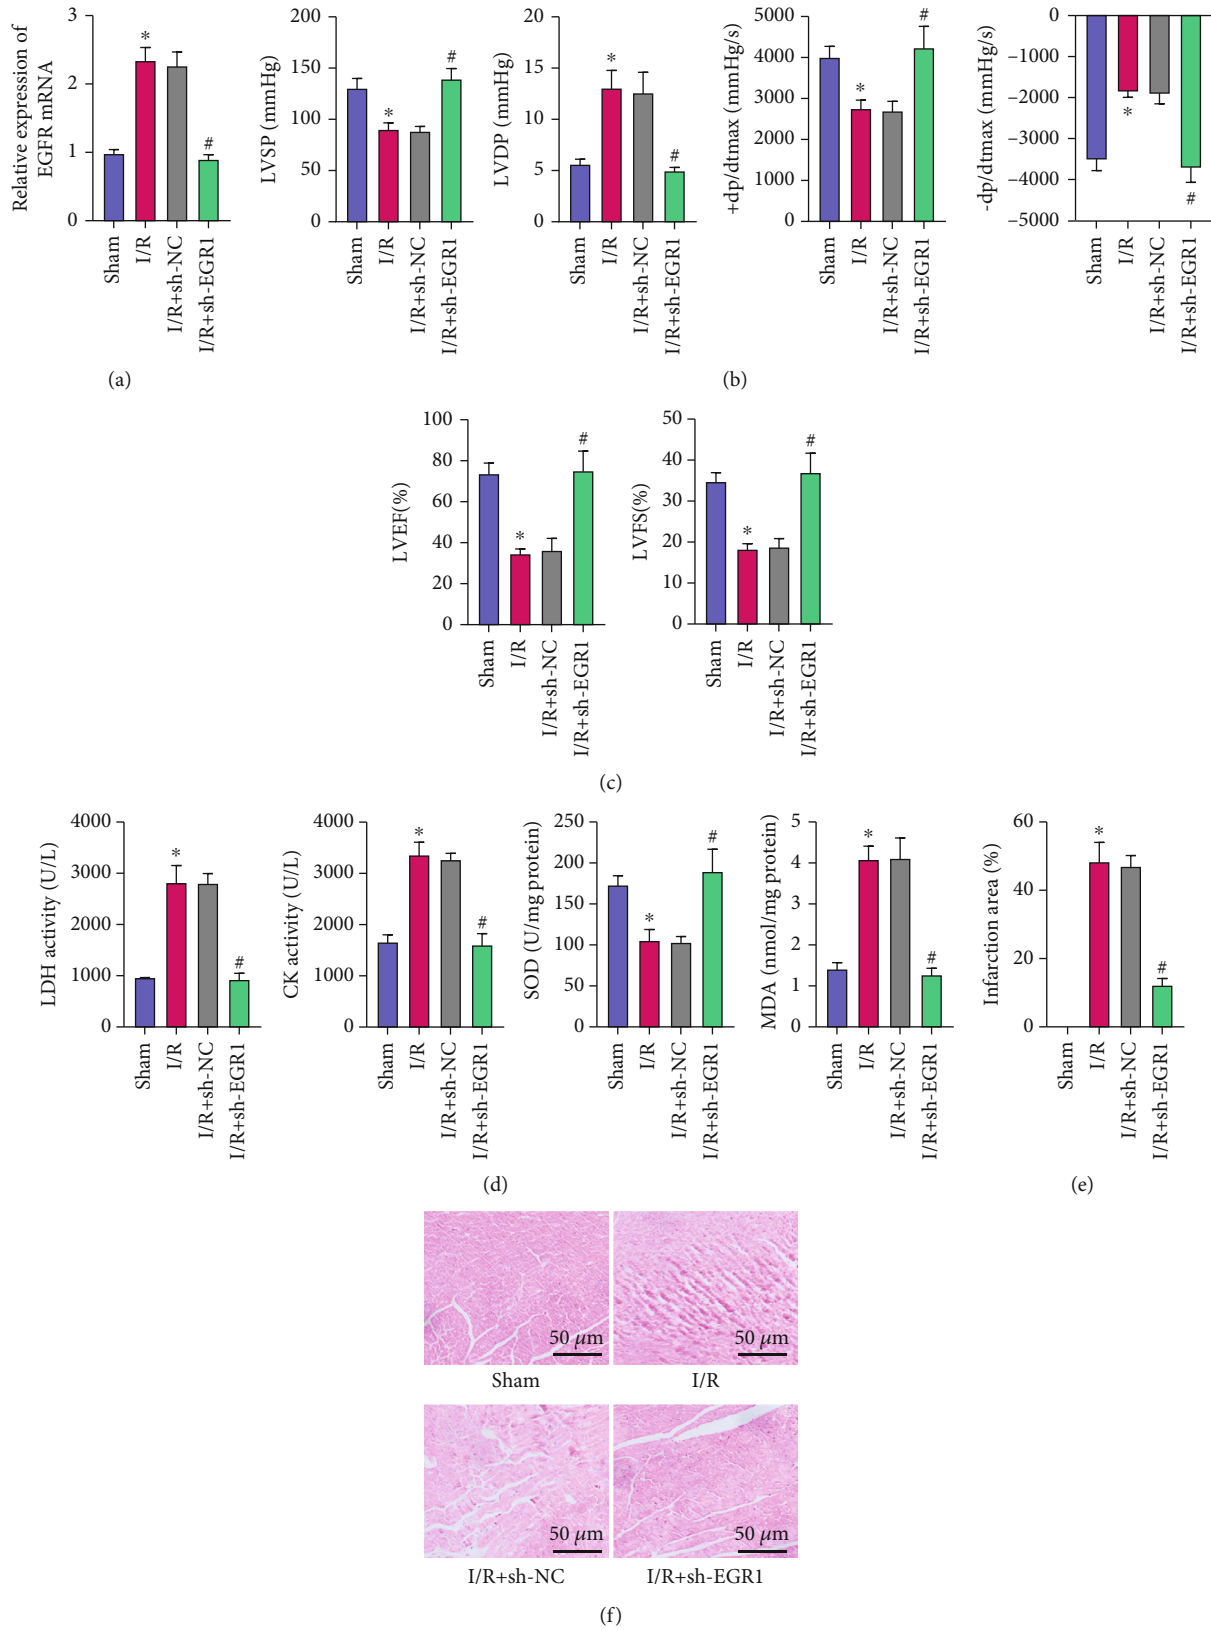 Relative expression of
EGFR mRNA
3
2
1
0
*
#
Sham
I/R
I/R+sh-NC
I/R+sh-EGR1
(a)
LVSP (mmHg)
200
150
100
50
0
*
#
Sham
I/R
I/R+sh-NC
I/R+sh-EGR1
LVDP (mmHg)
20
15
10
5
0
*
#
Sham
I/R
I/R+sh-NC
I/R+sh-EGR1
+dp/dtmax (mmHg/s)
5000
4000
3000
2000
1000
0
*
#
Sham
I/R
I/R+sh-NC
I/R+sh-EGR1
-dp/dtmax (mmHg/s)
0
−1000
−2000
−3000
−4000
−5000
*
#
Sham
I/R
I/R+sh-NC
I/R+sh-EGR1
(b)
LVEF(%)
100
80
60
40
20
0
*
#
Sham
I/R
I/R+sh-NC
I/R+sh-EGR1
LVFS(%)
50
40
30
20
10
0
*
#
Sham
I/R
I/R+sh-NC
I/R+sh-EGR1
(c)
LDH activity (U/L)
4000
3000
2000
1000
0
*
#
Sham
I/R
I/R+sh-NC
I/R+sh-EGR1
CK activity (U/L)
4000
3000
2000
1000
0
*
#
Sham
I/R
I/R+sh-NC
I/R+sh-EGR1
SOD (U/mg protein)
250
200
150
100
50
0
*
#
Sham
I/R
I/R+sh-NC
I/R+sh-EGR1
MDA (nmol/mg protein)
5
4
3
2
1
0
*
#
Sham
I/R
I/R+sh-NC
I/R+sh-EGR1
(d)
Infarction area (%)
60
40
20
0
*
#
Sham
I/R
I/R+sh-NC
I/R+sh-EGR1
(e)
50 μm
Sham
50 μm
I/R
50 μm
I/R+sh-NC
50 μm
I/R+sh-EGR1
(f)